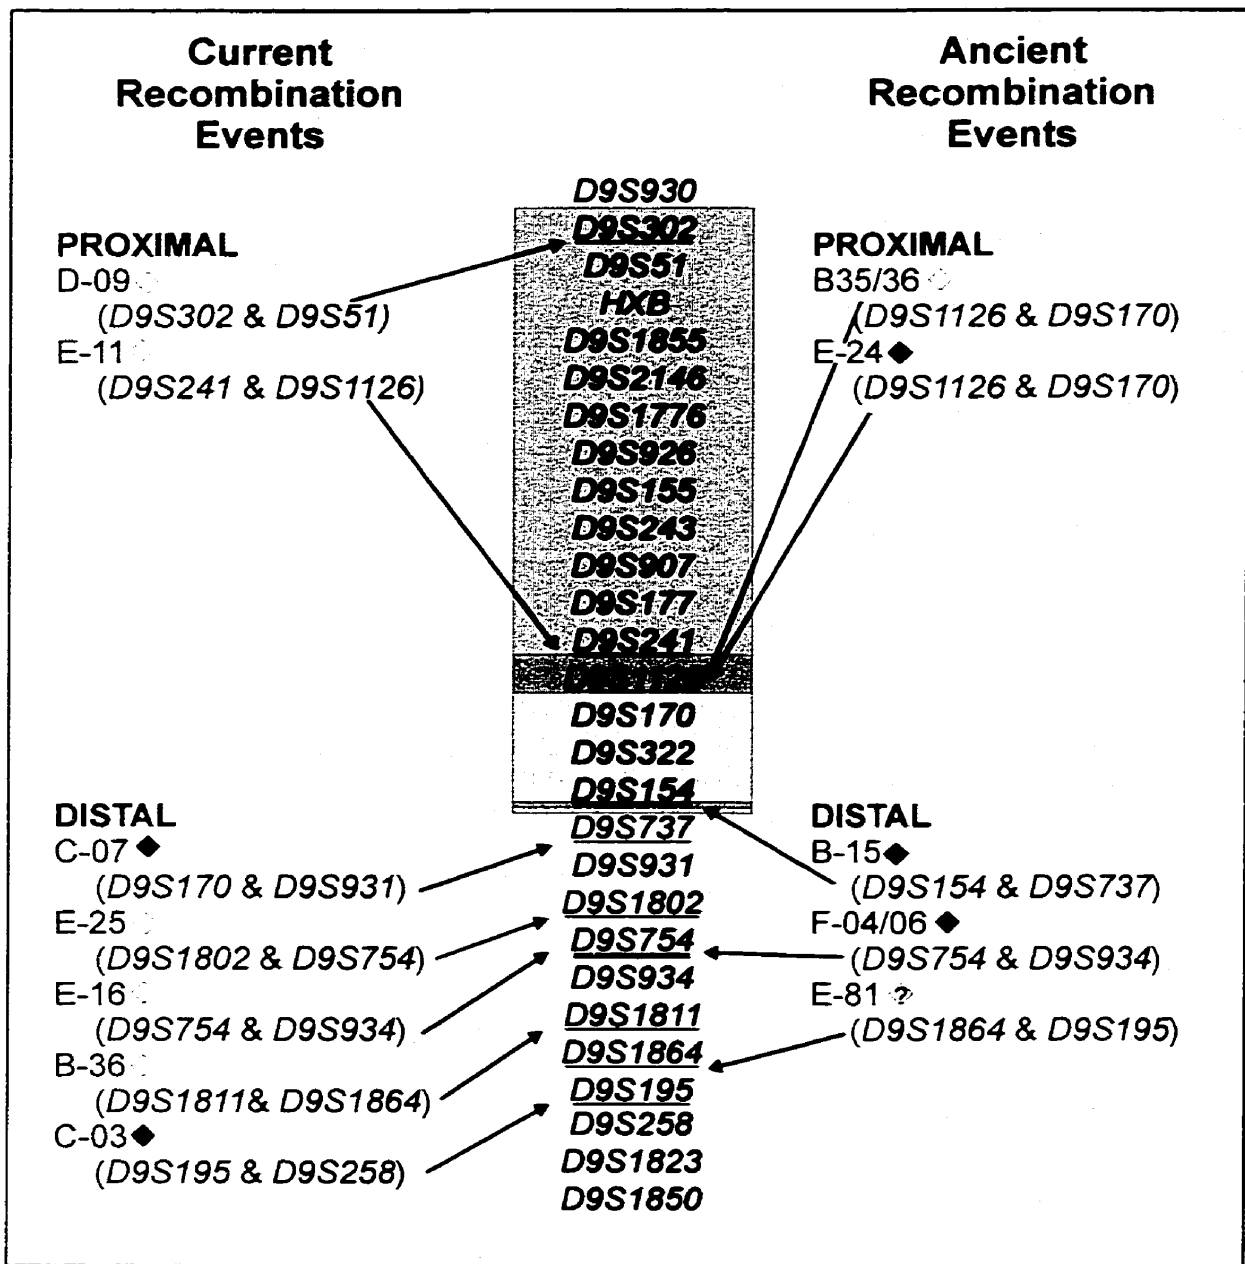 Current
Recombination
Events
PROXIMAL
D-09
(D9S302 & D9S51)
E-11
(D9S241 & D9S1126)
DISTAL
C-07 ◆
(D9S170 & D9S931)
E-25
(D9S1802 & D9S754)
E-16
(D9S754 & D9S934)
B-36
(D9S1811& D9S1864)
C-03 ◆
(D9S195 & D9S258)
D9S930
D9S302
D9S51
HXB
D9S1855
D9S2146
D9S1776
D9S926
D9S155
D9S243
D9S907
D9S177
D9S241
D9S170
D9S322
D9S154
D9S737
D9S931
D9S1802
D9S754
D9S934
D9S1811
D9S1864
D9S195
D9S258
D9S1823
D9S1850
Ancient
Recombination
Events
PROXIMAL
B35/36
(D9S1126 & D9S170)
E-24 ◆
(D9S1126 & D9S170)
DISTAL
B-15 ◆
(D9S154 & D9S737)
F-04/06 ◆
(D9S754 & D9S934)
E-81 ?
(D9S1864 & D9S195)